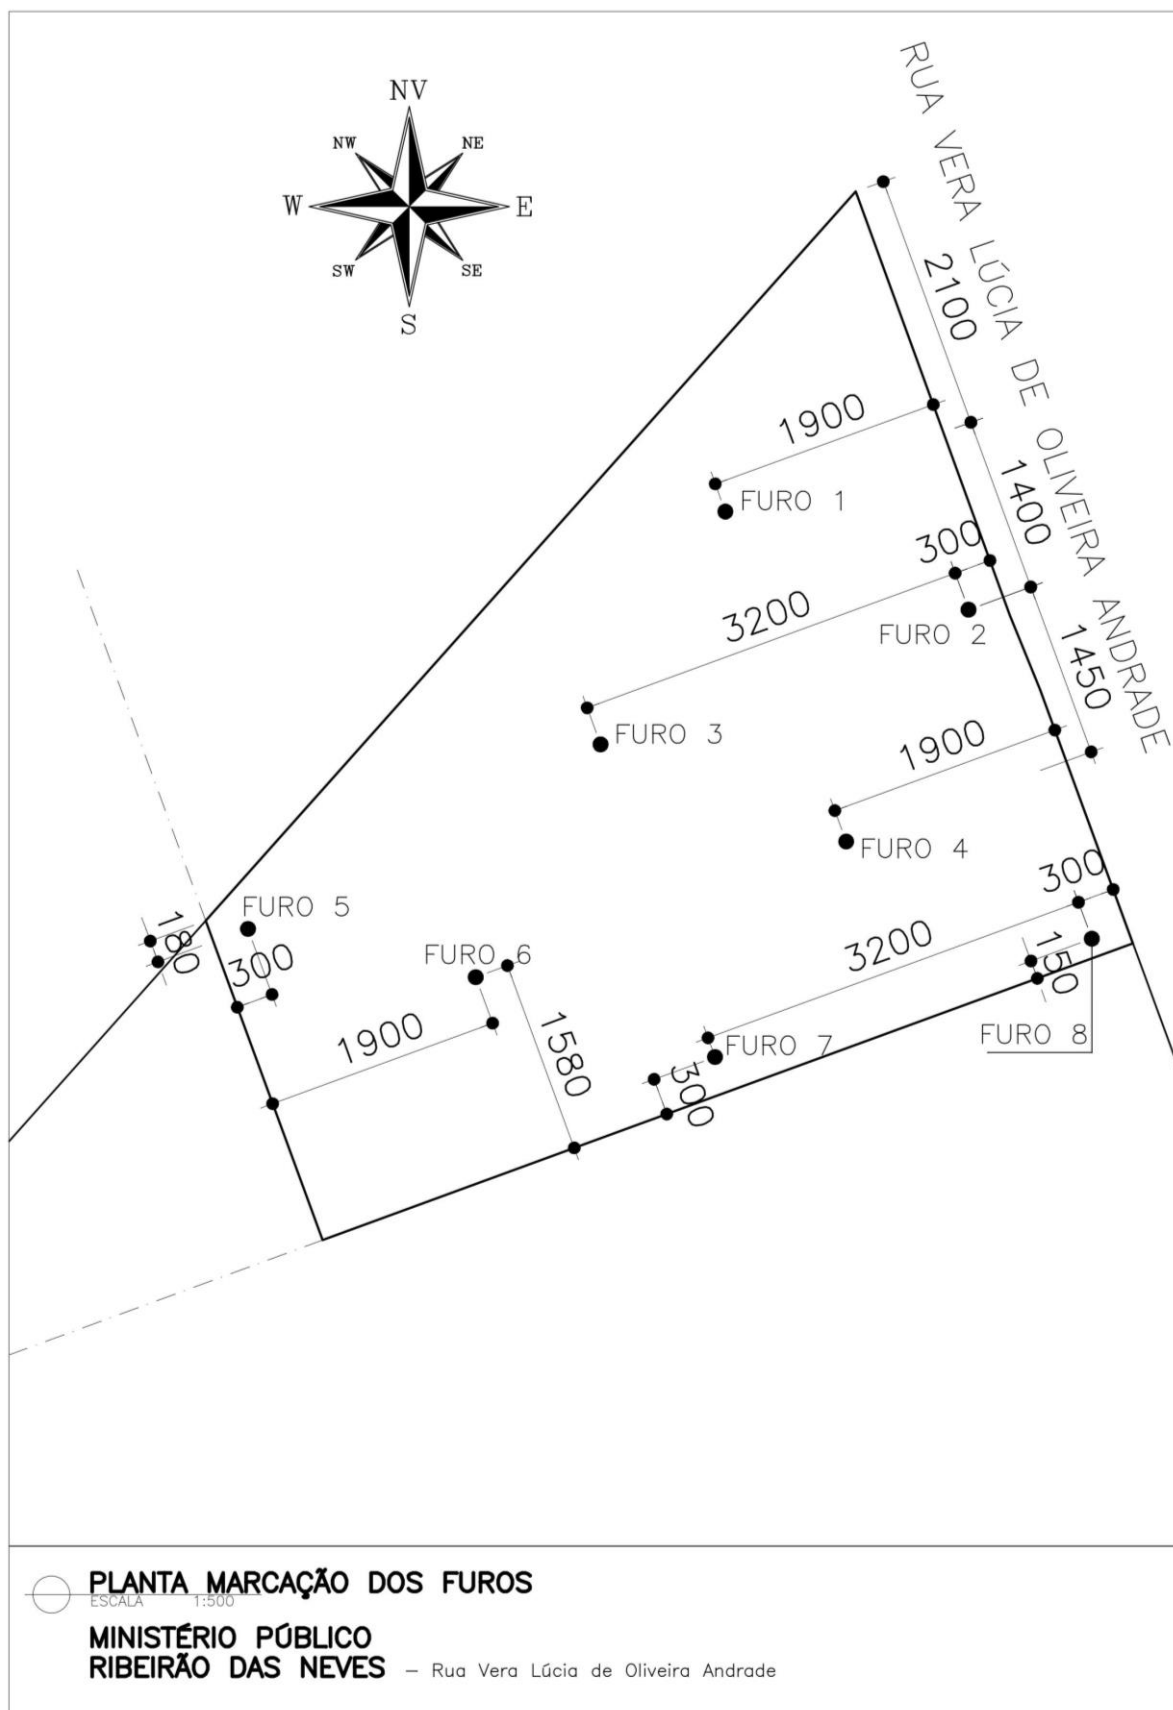 NV
NW NE
W E
SW SE
S
RUA VERA LÚCIA DE OLIVEIRA ANDRADE
2100
1900
FURO 1
1400
300
3200
FURO 2
1450
FURO 3
1900
FURO 4
300
FURO 5
180
300
FURO 6
3200
150
1900
1580
FURO 7
FURO 8
300
PLANTA MARCAÇÃO DOS FUROS
ESCALA 1:500
MINISTÉRIO PÚBLICO
RIBEIRÃO DAS NEVES – Rua Vera Lúcia de Oliveira Andrade